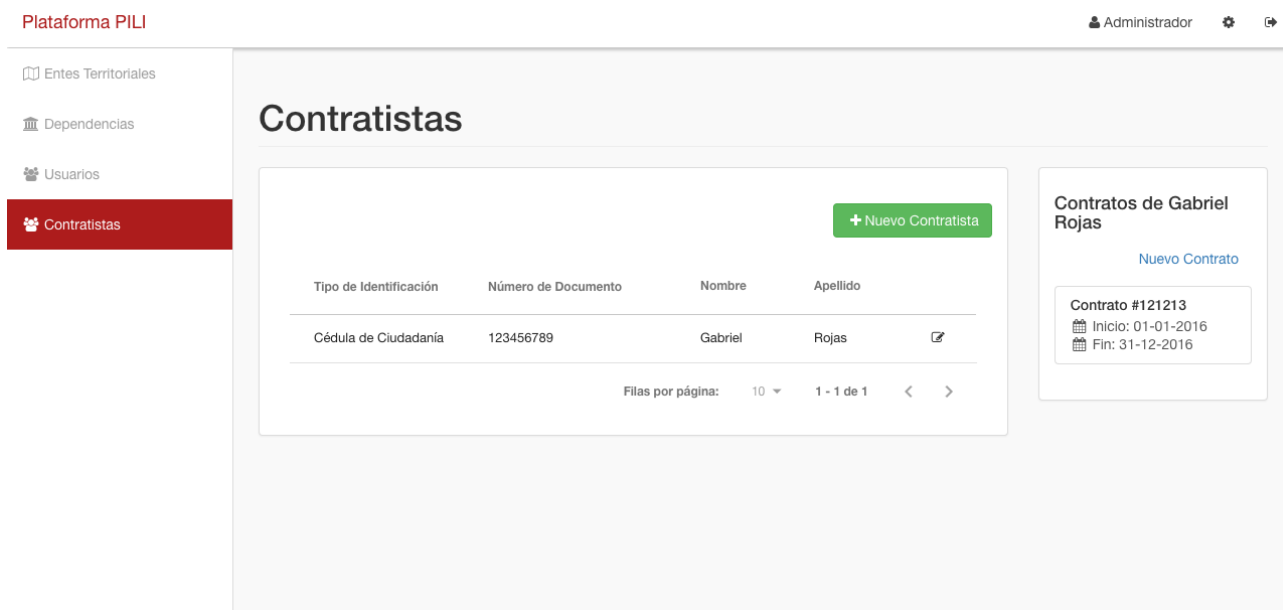 Plataforma PILI
Administrador
Entes Territoriales
Dependencias
Usuarios
Contratistas
Contratistas
Nuevo Contratista
Tipo de Identificación Número de Documento Nombre Apellido
Cédula de Ciudadanía 123456789 Gabriel Rojas
Filas por página: 10 1 - 1 de 1
Contratos de Gabriel
Rojas
Nuevo Contrato
Contrato #121213
Inicio: 01-01-2016
Fin: 31-12-2016